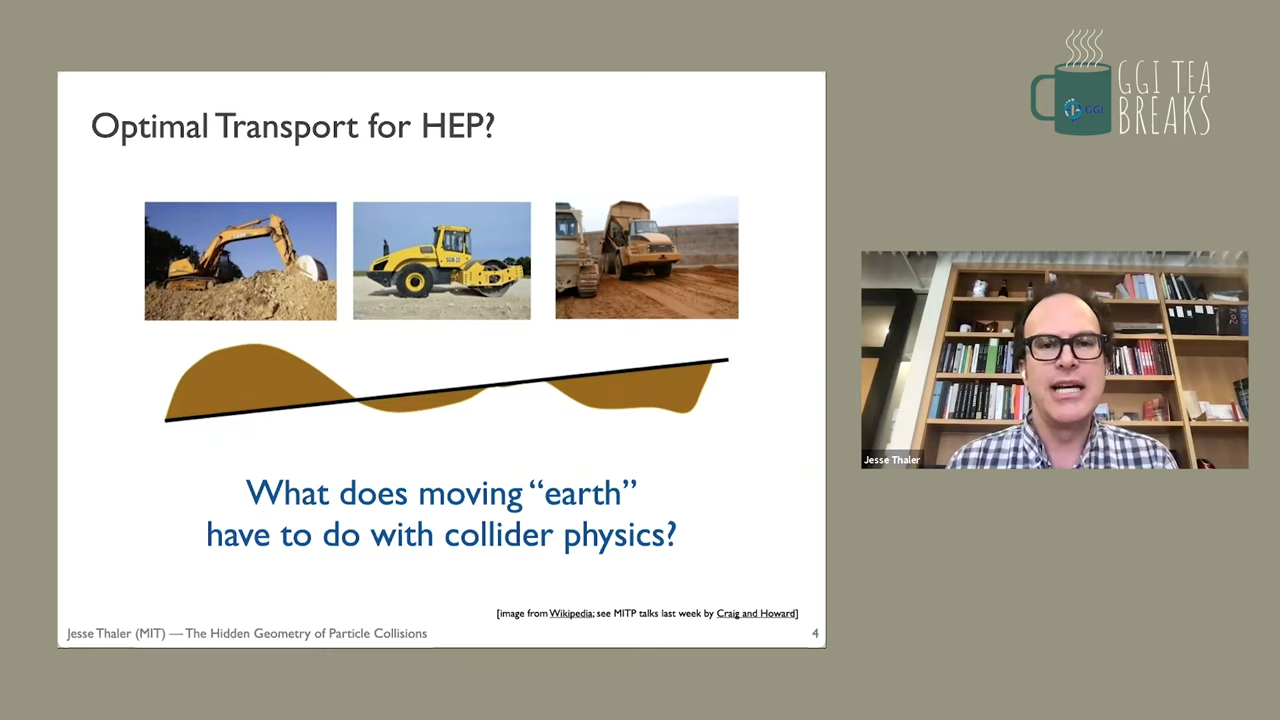 Optimal Transport for HEP?
What does moving “earth”
have to do with collider physics?
[image from Wikipedia; see MITP talks last week by Craig and Howard]
Jesse Thaler (MIT) — The Hidden Geometry of Particle Collisions
4
GGI TEA
BREAKS
GGI
Jesse Thaler